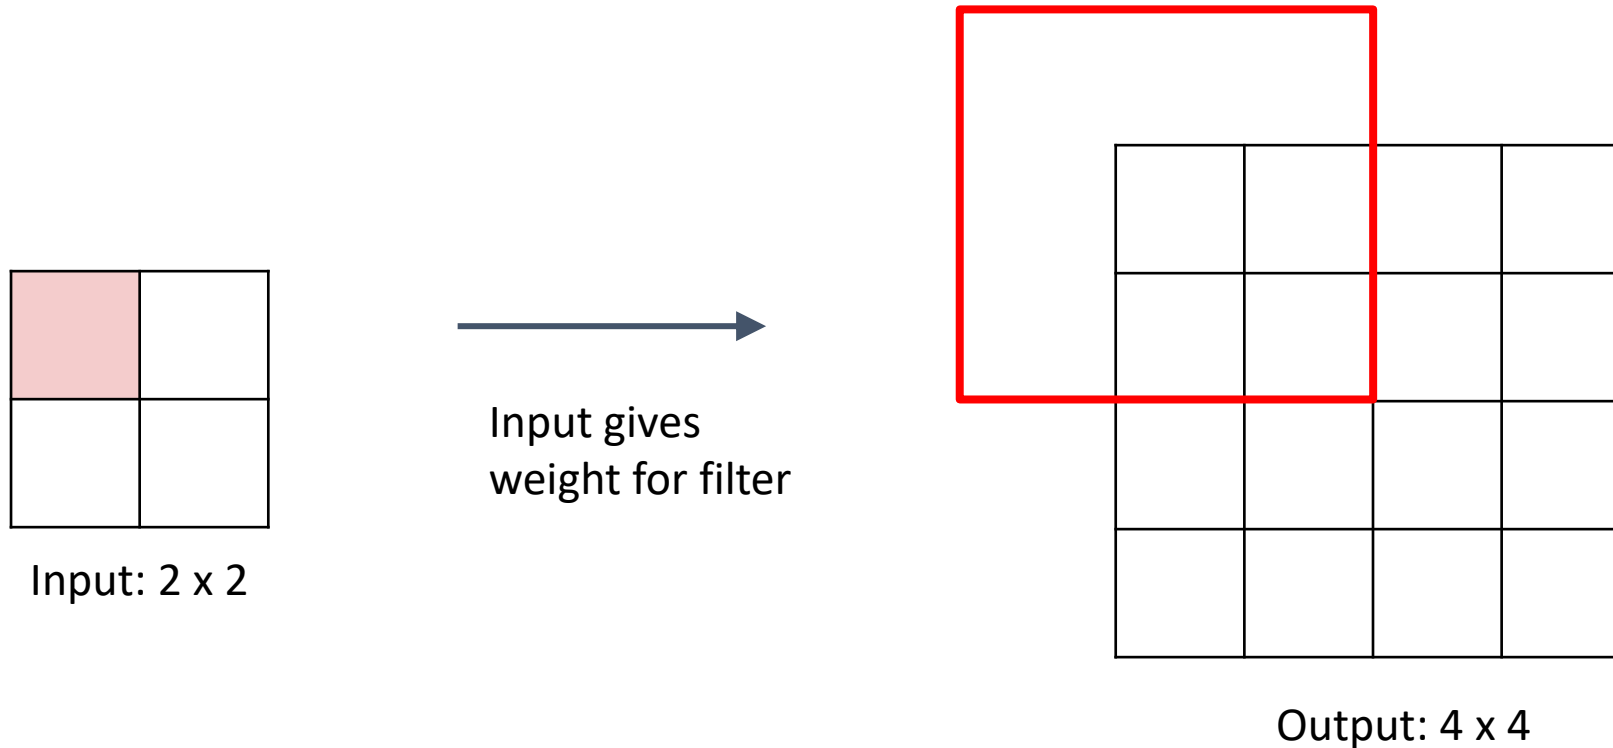 Input gives
weight for filter
Input: 2 x 2
Output: 4 x 4